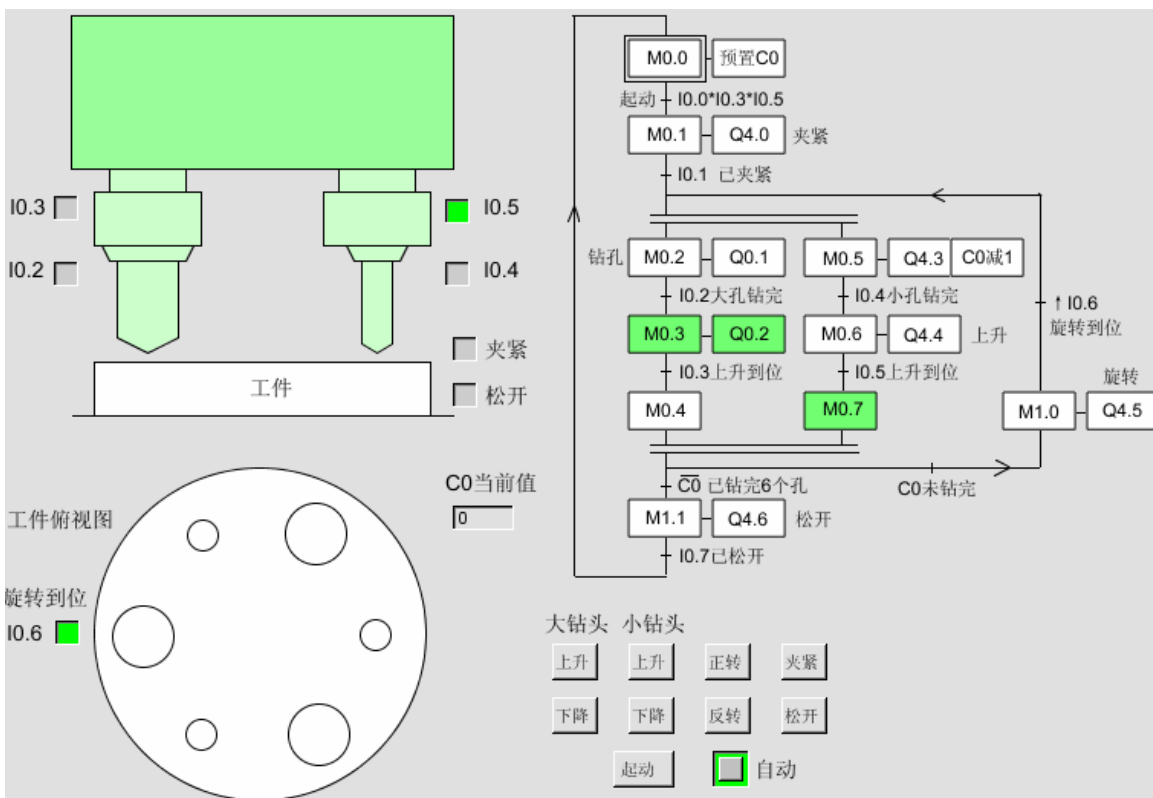 M0.0
预置C0
起动
I0.0*I0.3*I0.5
M0.1
Q4.0
夹紧
I0.1 已夹紧
I0.3
I0.5
I0.2
I0.4
夹紧
松开
工件
钻孔
M0.2
Q0.1
M0.5
Q4.3
C0减1
I0.2大孔钻完
I0.4小孔钻完
↑I0.6
旋转到位
M0.3
Q0.2
M0.6
Q4.4
上升
I0.3上升到位
I0.5上升到位
旋转
M0.4
M0.7
M1.0
Q4.5
C0 已钻完6个孔
C0未钻完
M1.1
Q4.6
松开
I0.7已松开
C0当前值
0
工件俯视图
旋转到位
I0.6
大钻头 小钻头
上升
上升
正转
夹紧
下降
下降
反转
松开
起动
自动